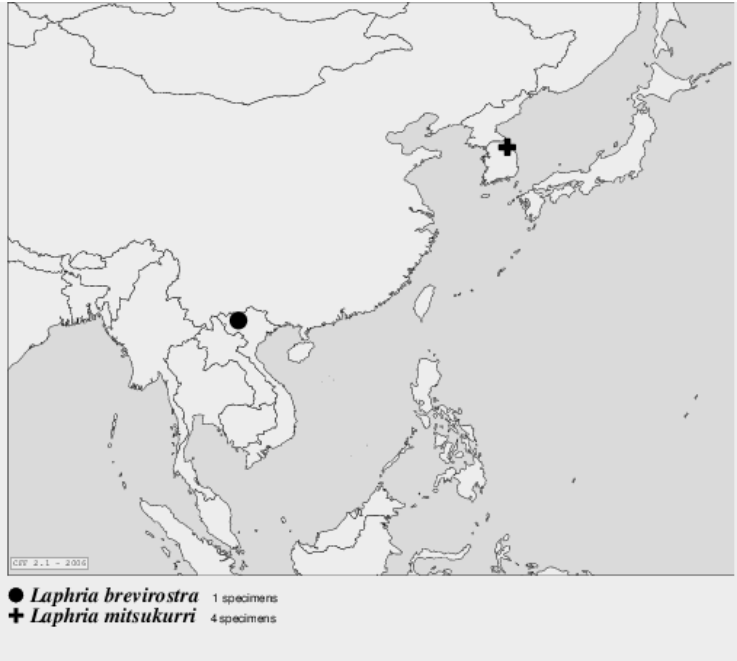 CFF 2.1 - 2006
Laphria brevirostra 1 specimens
Laphria mitsukurri 4 specimens